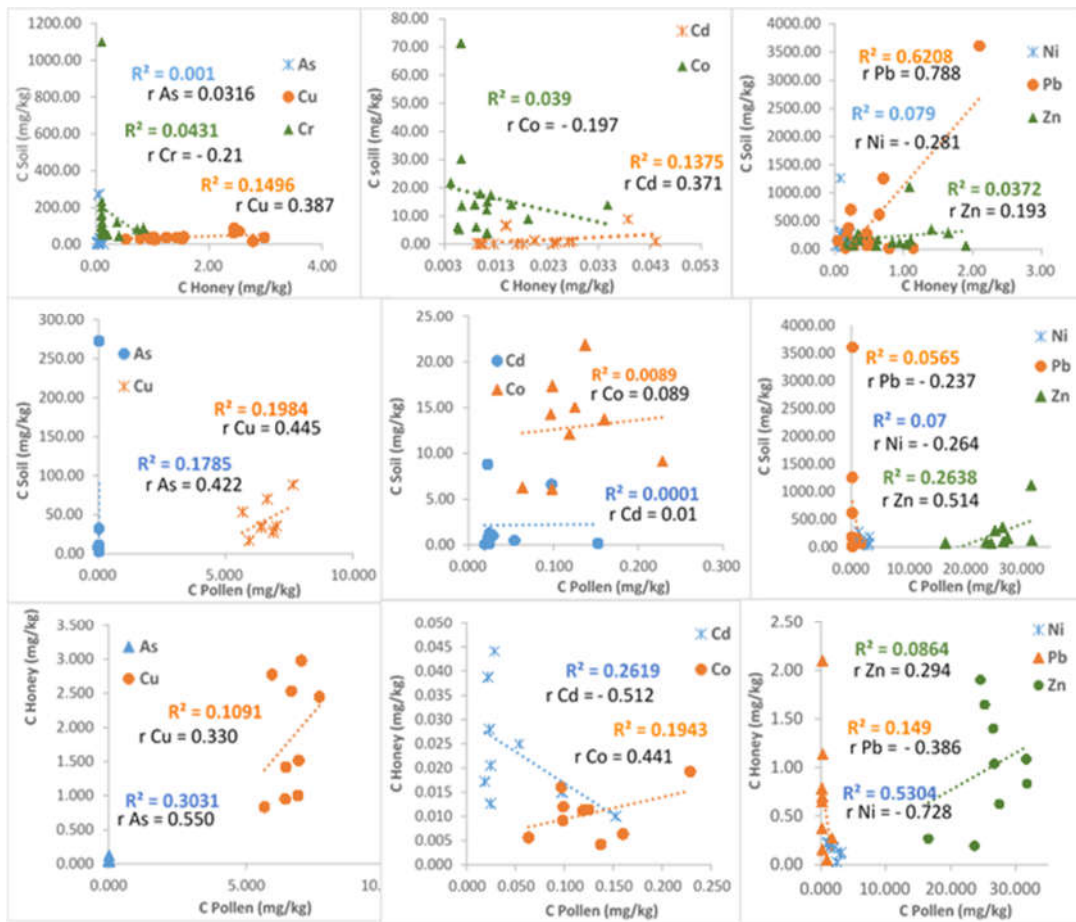 C Soil (mg/kg)
1200.00
1000.00
800.00
600.00
400.00
200.00
0.00
0.00 2.00 4.00
C Honey (mg/kg)
As
Cu
Cr
R² = 0.001
r As = 0.0316
R² = 0.0431
r Cr = - 0.21
R² = 0.1496
r Cu = 0.387
C soill (mg/kg)
80.00
70.00
60.00
50.00
40.00
30.00
20.00
10.00
0.00
0.003 0.013 0.023 0.033 0.043 0.053
C Honey (mg/kg)
Cd
Co
R² = 0.039
r Co = - 0.197
R² = 0.1375
r Cd = 0.371
C Soil (mg/kg)
4000.00
3500.00
3000.00
2500.00
2000.00
1500.00
1000.00
500.00
0.00
0.00 1.00 2.00 3.00
C Honey (mg/kg)
Ni
Pb
Zn
R² = 0.6208
r Pb = 0.788
R² = 0.079
r Ni = - 0.281
R² = 0.0372
r Zn = 0.193
C Soil (mg/kg)
300.00
250.00
200.00
150.00
100.00
50.00
0.00
0.000 5.000 10.000
C Pollen (mg/kg)
As
Cu
R² = 0.1984
r Cu = 0.445
R² = 0.1785
r As = 0.422
C Soil (mg/kg)
25.00
20.00
15.00
10.00
5.00
0.00
0.000 0.100 0.200 0.300
C Pollen (mg/kg)
Cd
Co
R² = 0.0089
r Co = 0.089
R² = 0.0001
r Cd = 0.01
C Soil (mg/kg)
4000.00
3500.00
3000.00
2500.00
2000.00
1500.00
1000.00
500.00
0.00
0.000 10.000 20.000 30.000
C Pollen (mg/kg)
Ni
Pb
Zn
R² = 0.0565
r Pb = - 0.237
R² = 0.07
r Ni = - 0.264
R² = 0.2638
r Zn = 0.514
C Honey (mg/kg)
3.500
3.000
2.500
2.000
1.500
1.000
0.500
0.000
0.000 5.000 10.
C Pollen (mg/kg)
As
Cu
R² = 0.1091
r Cu = 0.330
R² = 0.3031
r As = 0.550
C Honey (mg/kg)
0.050
0.045
0.040
0.035
0.030
0.025
0.020
0.015
0.010
0.005
0.000
0.000 0.050 0.100 0.150 0.200 0.250
C Pollen (mg/kg)
Cd
Co
R² = 0.2619
r Cd = - 0.512
R² = 0.1943
r Co = 0.441
C Honey (mg/kg)
2.50
2.00
1.50
1.00
0.50
0.00
0.0000 10.000 20.000 30.000
C Pollen (mg/kg)
Ni
Pb
Zn
R² = 0.0864
r Zn = 0.294
R² = 0.149
r Pb = - 0.386
R² = 0.5304
r Ni = - 0.728